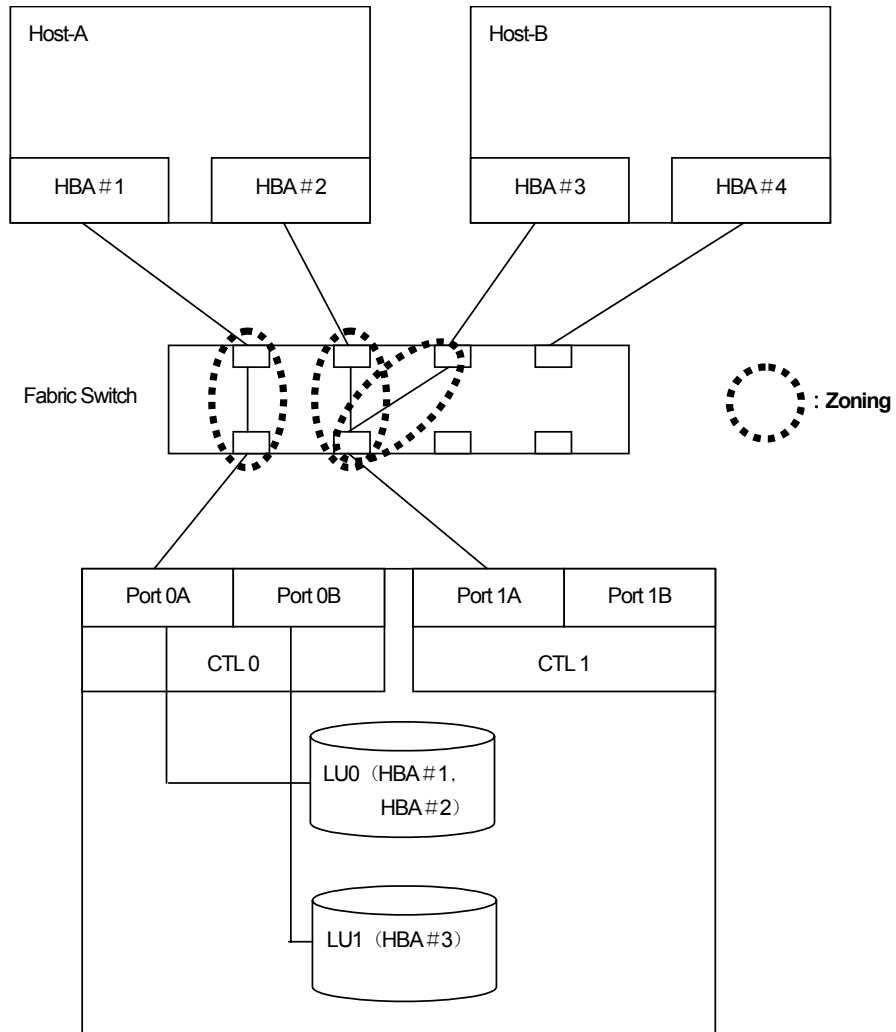 Host-A
Host-B
HBA#1
HBA#2
HBA#3
HBA#4
Fabric Switch
: Zoning
Port 0A
Port 0B
Port 1A
Port 1B
CTL 0
CTL 1
LU0（HBA#1,
HBA#2）
LU1（HBA#3）